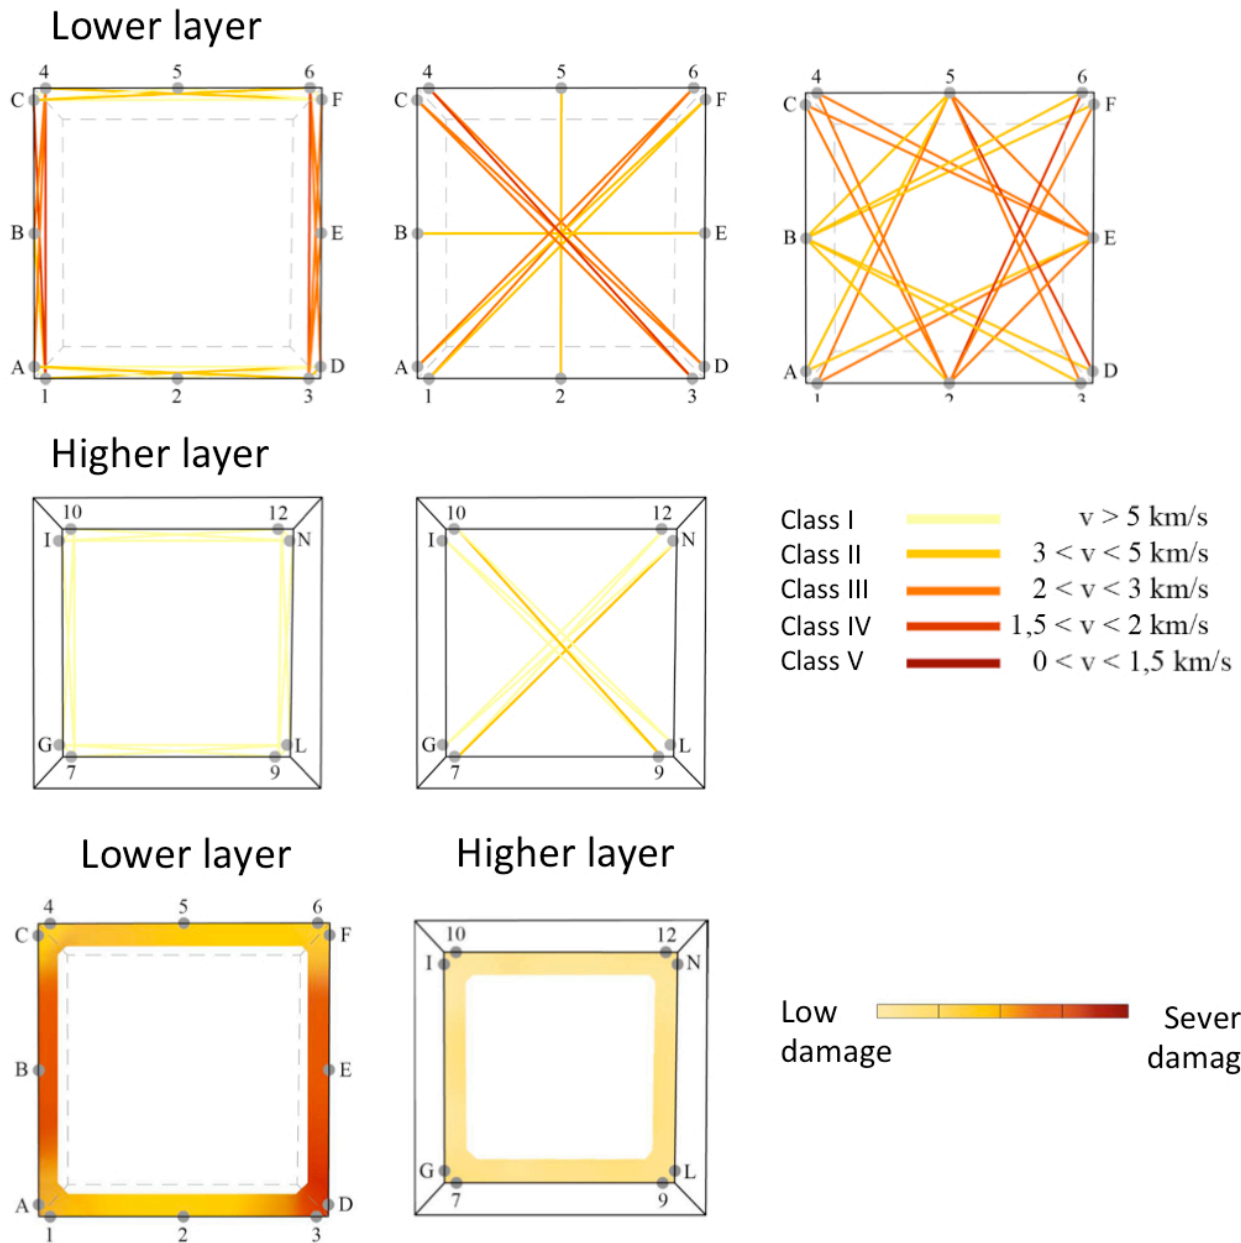 Lower layer
4 5 6
C F
B E
A D
1 2 3
4 5 6
C F
B E
A D
1 2 3
4 5 6
C F
B E
A D
1 2 3
Higher layer
10 12
I N
G L
7 9
10 12
I N
G L
7 9
Class I v > 5 km/s
Class II 3 < v < 5 km/s
Class III 2 < v < 3 km/s
Class IV 1,5 < v < 2 km/s
Class V 0 < v < 1,5 km/s
Lower layer
4 5 6
C F
B E
A D
1 2 3
Higher layer
10 12
I N
G L
7 9
Low
damage
Sever
damag